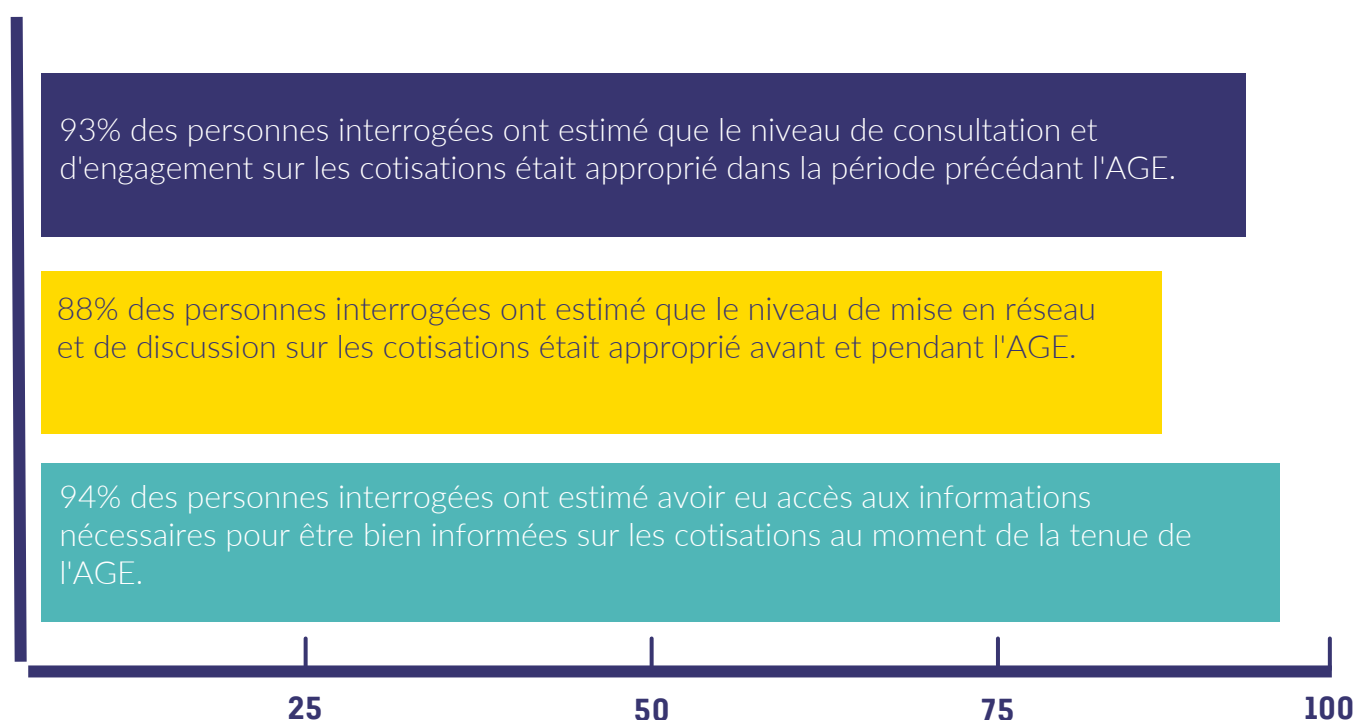 93% des personnes interrogées ont estimé que le niveau de consultation et
d'engagement sur les cotisations était approprié dans la période précédant l'AGE.
88% des personnes interrogées ont estimé que le niveau de mise en réseau
et de discussion sur les cotisations était approprié avant et pendant l'AGE.
94% des personnes interrogées ont estimé avoir eu accès aux informations
nécessaires pour être bien informées sur les cotisations au moment de la tenue de
l'AGE.
25 50 75 100